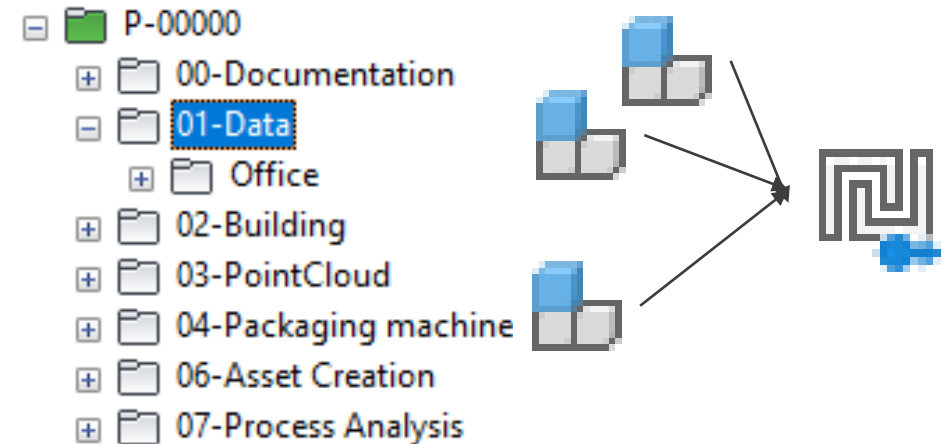 P-00000
00-Documentation
01-Data
Office
02-Building
03-PointCloud
04-Packaging machine
06-Asset Creation
07-Process Analysis